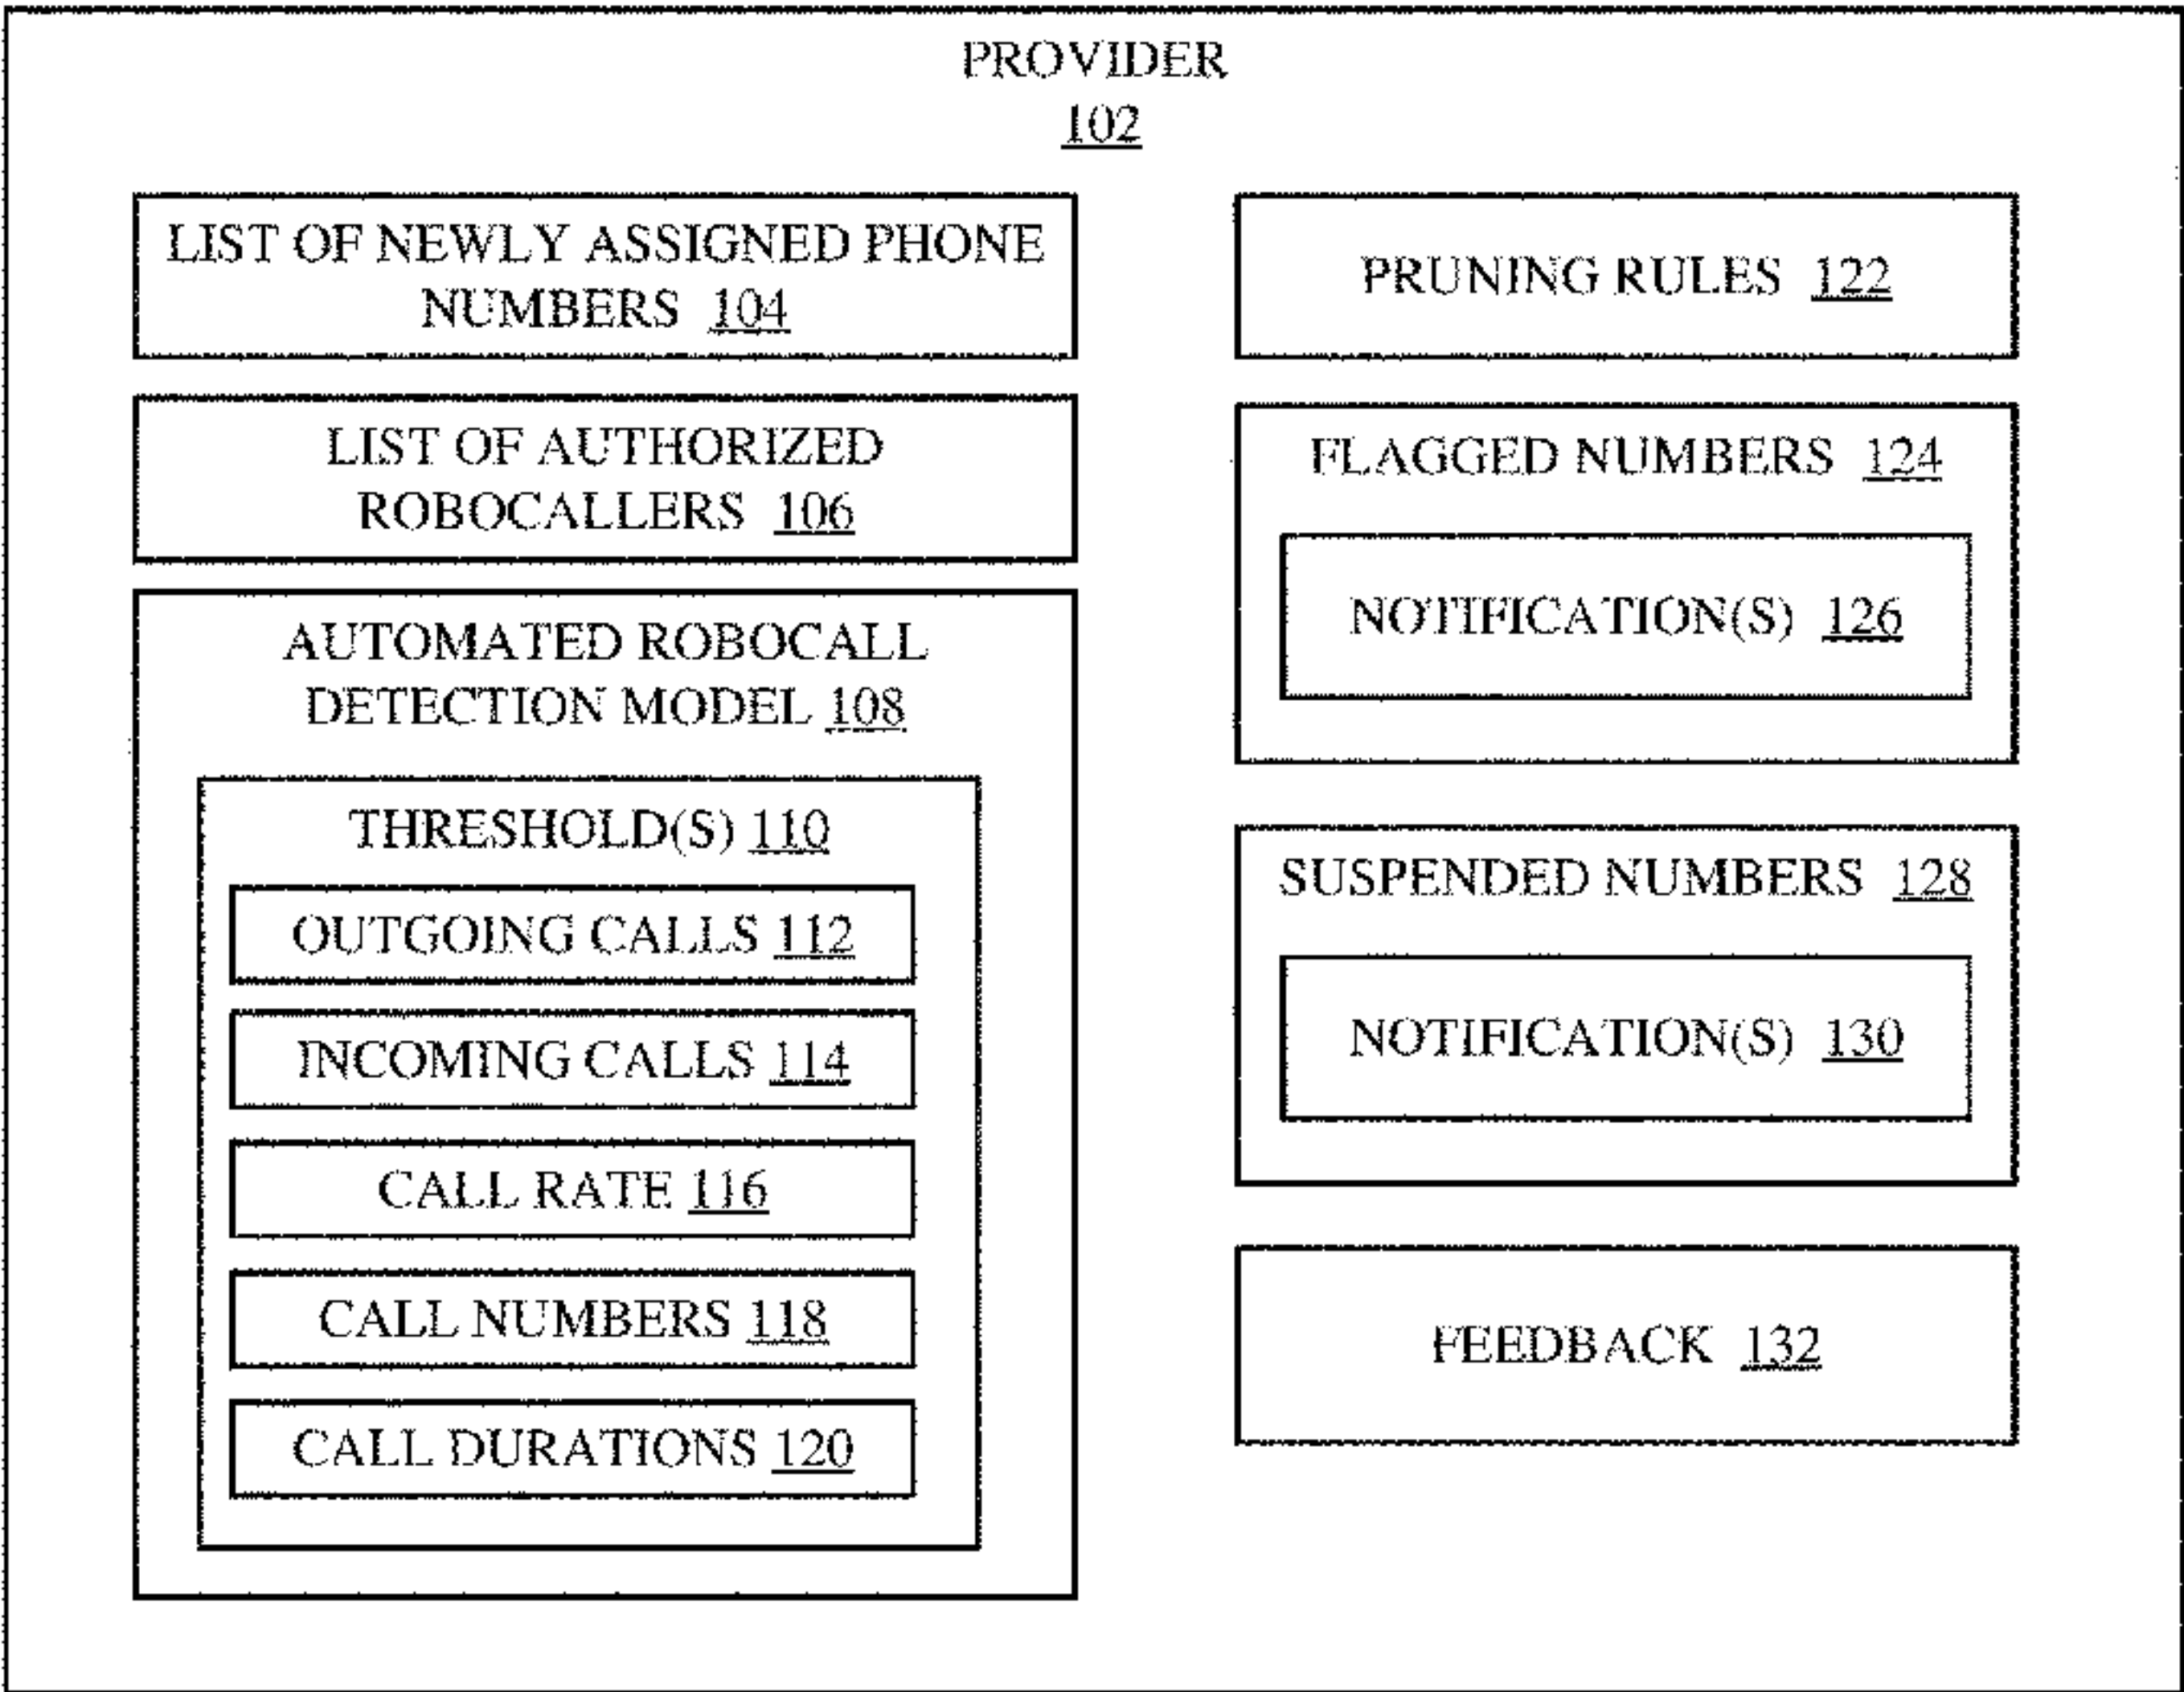 PROVIDER
102
LIST OF NEWLY ASSIGNED PHONE
NUMBERS 104
LIST OF AUTHORIZED
ROBOCALLERS 106
AUTOMATED ROBOCALL
DETECTION MODEL 108
THRESHOLD(S) 110
OUTGOING CALLS 112
INCOMING CALLS 114
CALL RATE 116
CALL NUMBERS 118
CALL DURATIONS 120
PRUNING RULES 122
FLAGGED NUMBERS 124
NOTIFICATION(S) 126
SUSPENDED NUMBERS 128
NOTIFICATION(S) 130
FEEDBACK 132